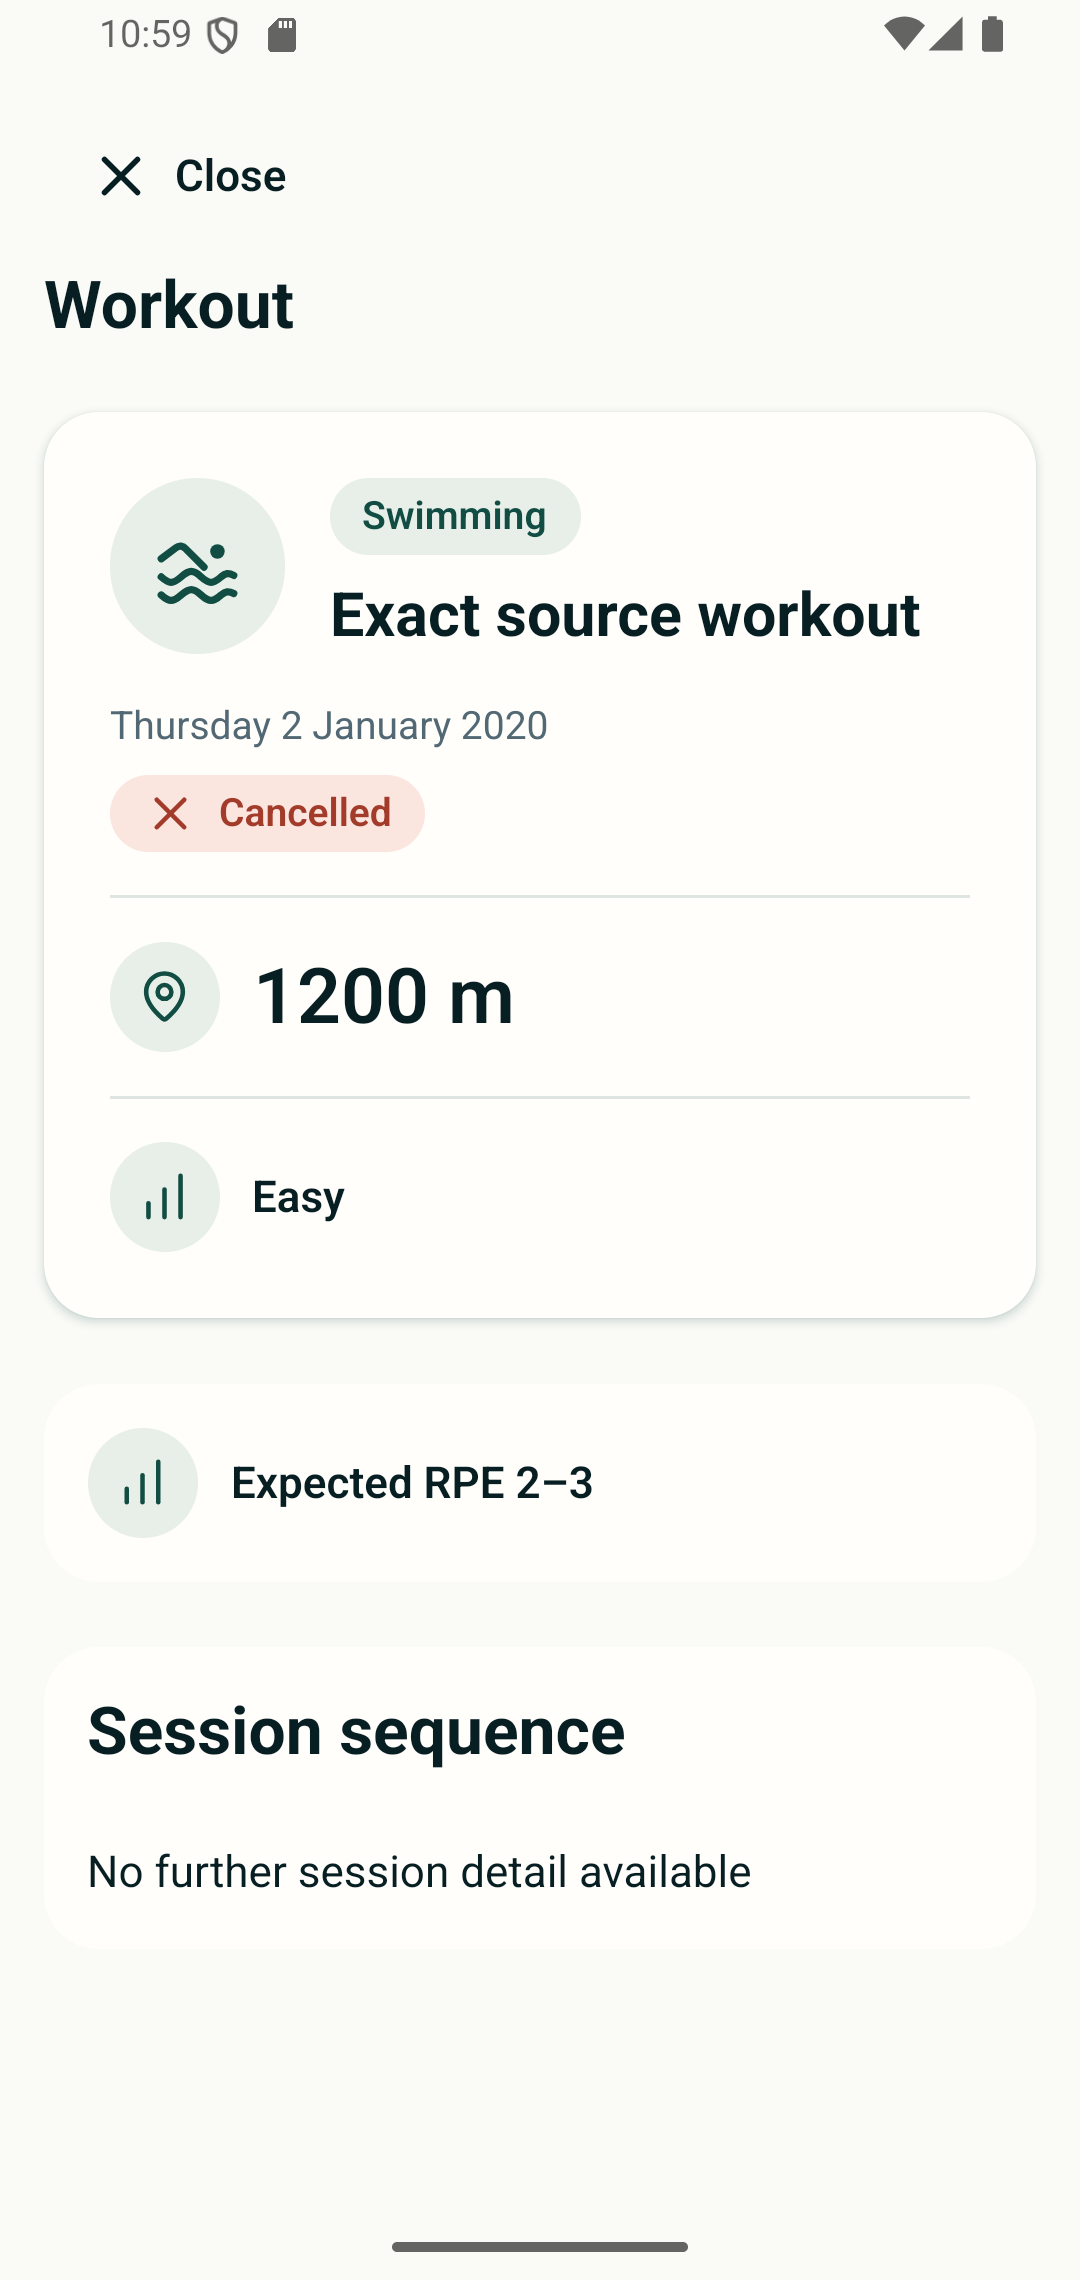 10:59
Close
Workout
Swimming
Exact source workout
Thursday 2 January 2020
Cancelled
1200 m
Easy
Expected RPE 2–3
Session sequence
No further session detail available